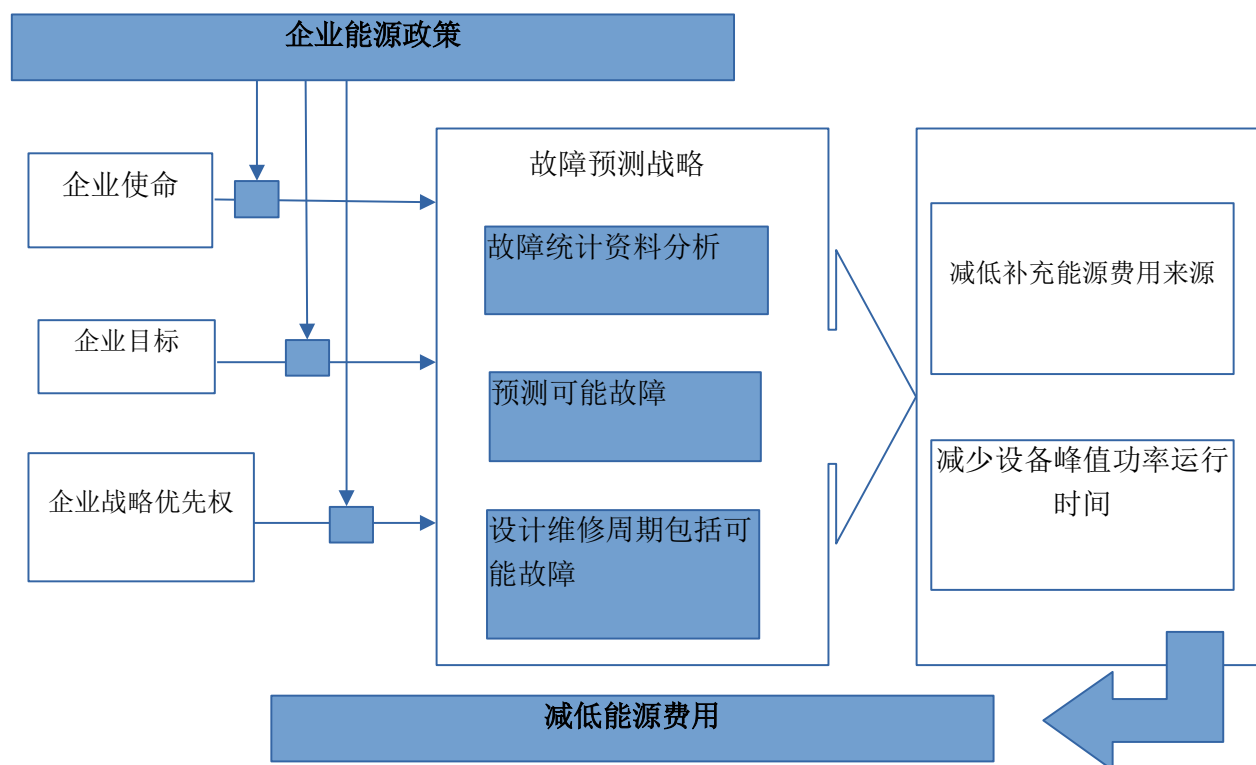 企业能源政策
企业使命
企业目标
企业战略优先权
故障预测战略
故障统计资料分析
预测可能故障
设计维修周期包括可
能故障
减低补充能源费用来源
减少设备峰值功率运行
时间
减低能源费用